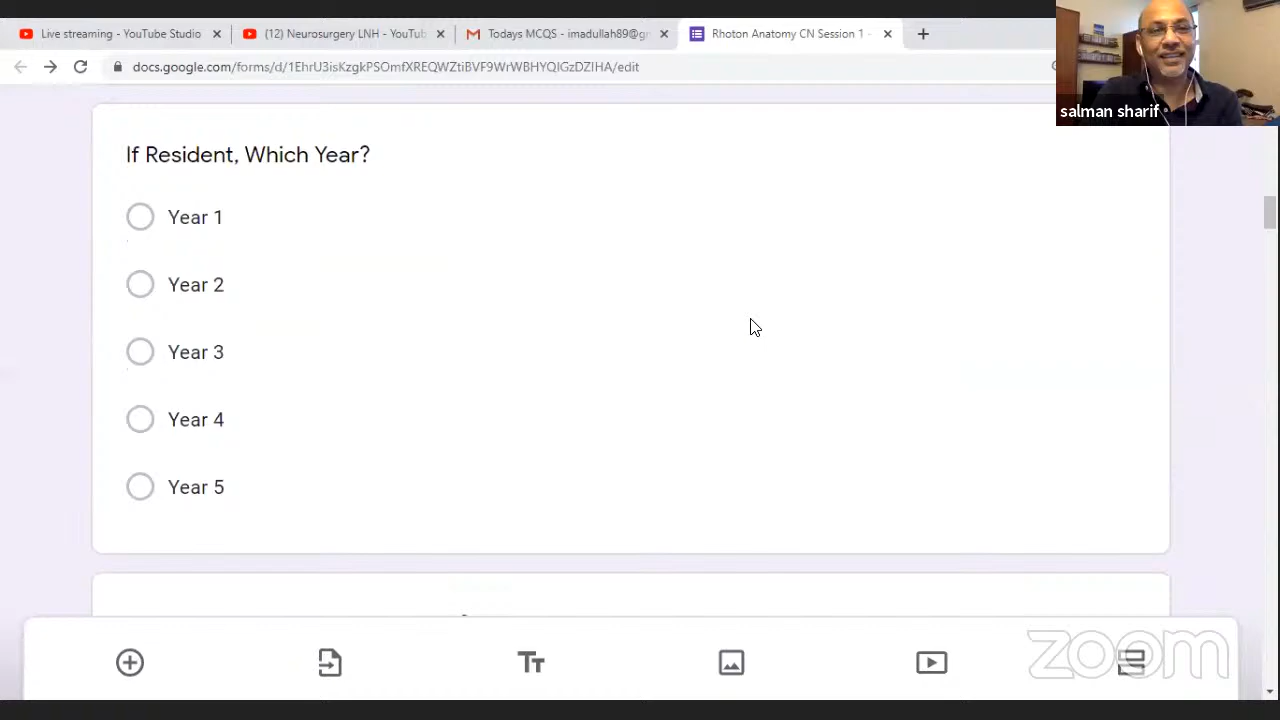 Live streaming - YouTube Studio
(12) Neurosurgery LNH - YouTub
Todays MCQS - imadullah89@gm
Rhoton Anatomy CN Session 1 -
docs.google.com/forms/d/1EhrU3isKzgkPSOmfXREQWZtiBVF9WrWBHYQIGzDZIHA/edit
salman sharif
If Resident, Which Year?
Year 1
Year 2
Year 3
Year 4
Year 5
Tт
zoom